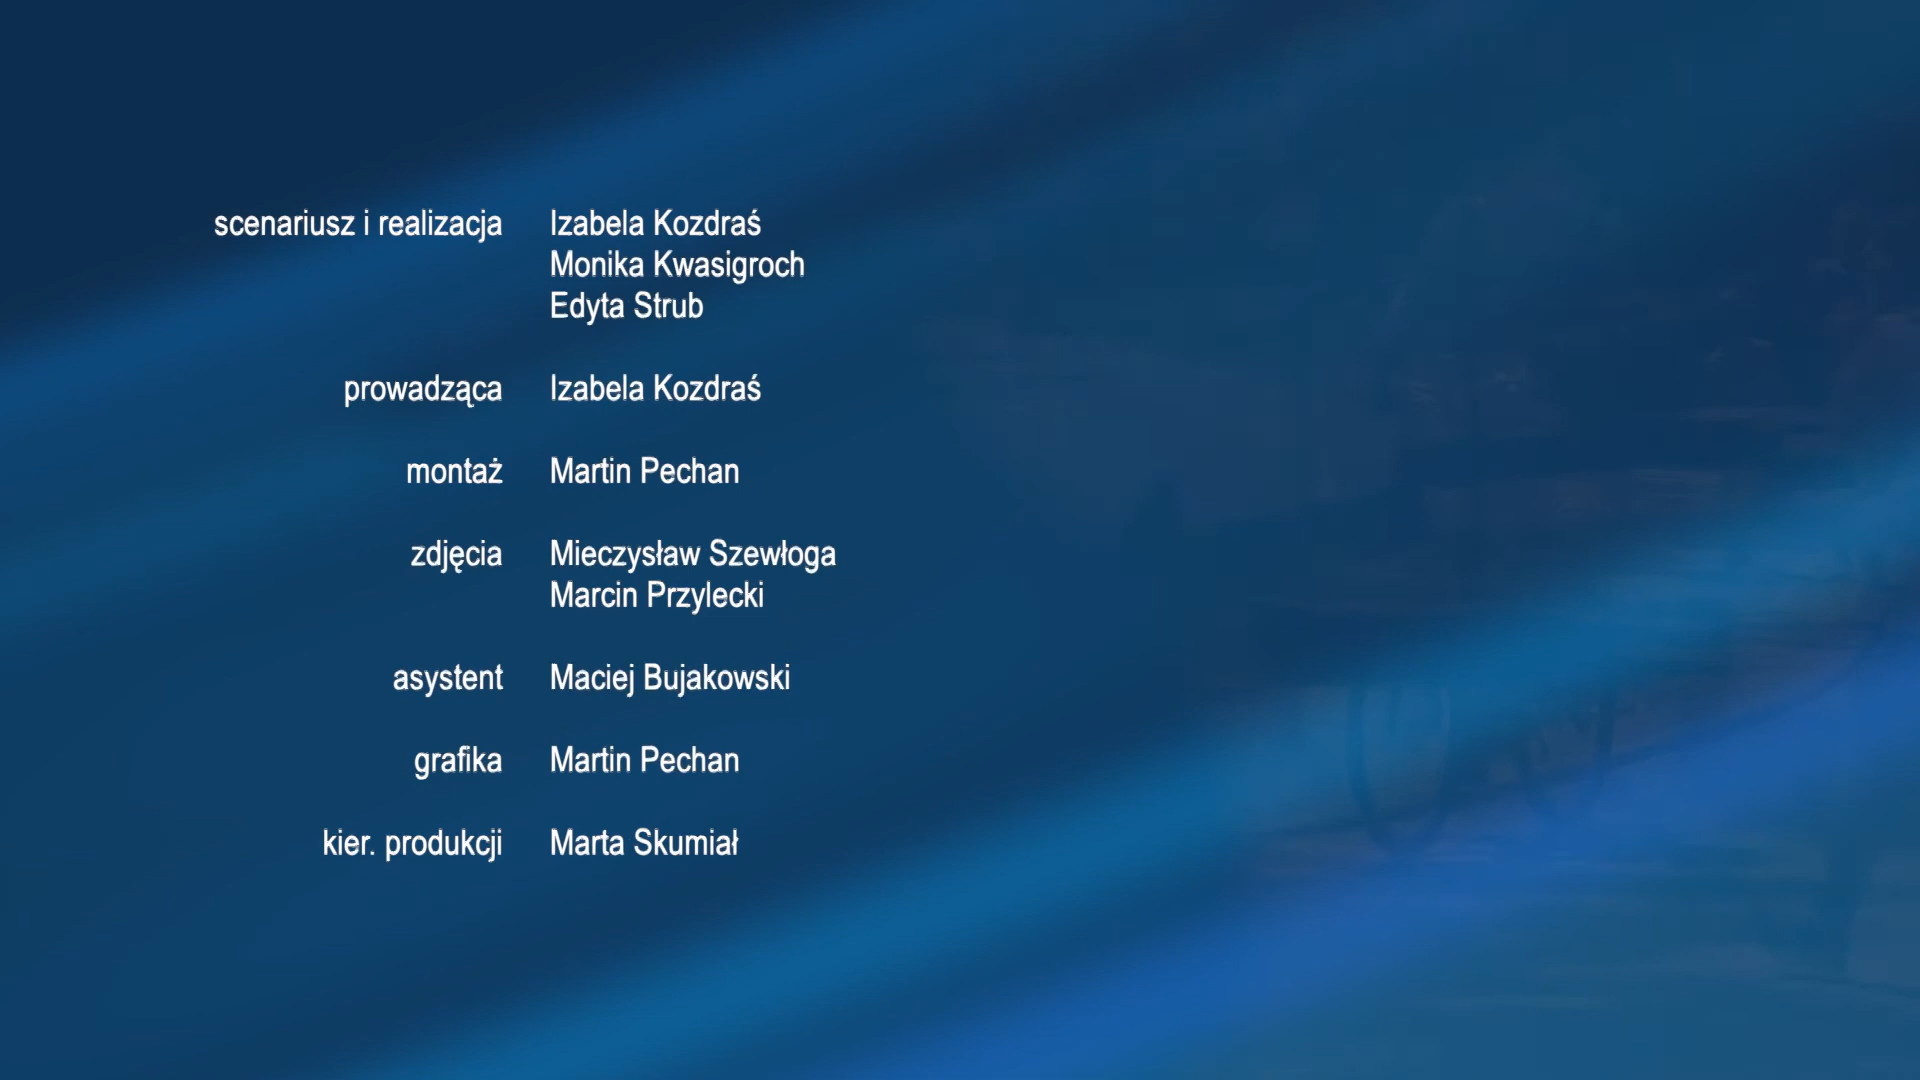 scenariusz i realizacja Izabela Kozdraś
Monika Kwasigroch
Edyta Strub
prowadząca Izabela Kozdraś
montaż Martin Pechan
zdjęcia Mieczysław Szewłoga
Marcin Przylecki
asystent Maciej Bujakowski
grafika Martin Pechan
kier. produkcji Marta Skumiał